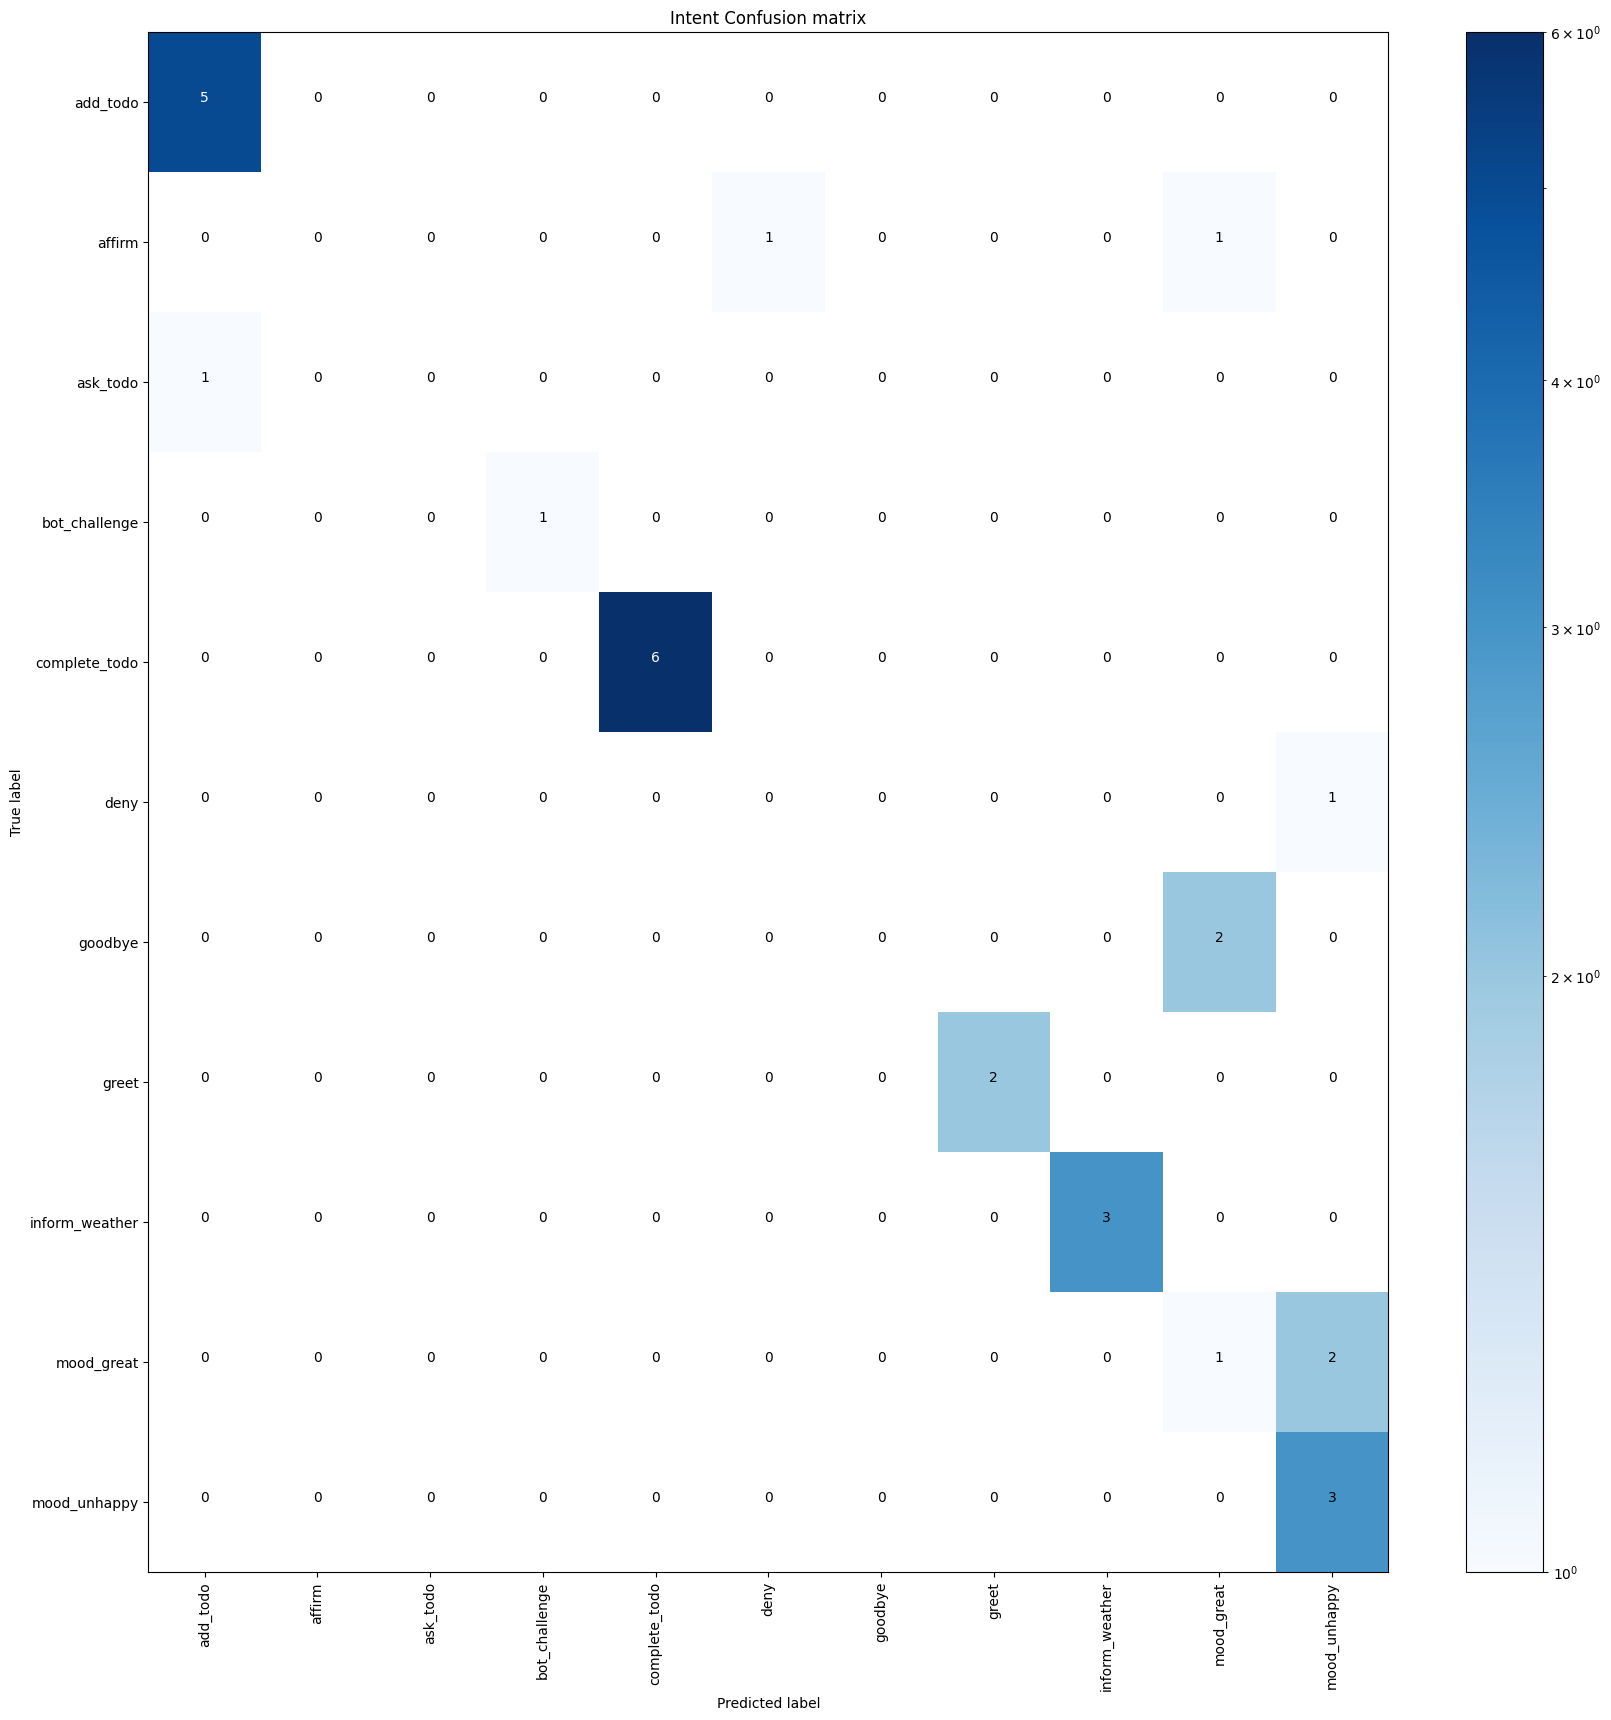 Intent Confusion matrix
add_todo 5 0 0 0 0 0 0 0 0 0 0
affirm 0 0 0 0 0 1 0 0 0 1 0
ask_todo 1 0 0 0 0 0 0 0 0 0 0
bot_challenge 0 0 0 1 0 0 0 0 0 0 0
complete_todo 0 0 0 0 6 0 0 0 0 0 0
deny 0 0 0 0 0 0 0 0 0 0 1
goodbye 0 0 0 0 0 0 0 0 0 2 0
greet 0 0 0 0 0 0 0 2 0 0 0
inform_weather 0 0 0 0 0 0 0 0 3 0 0
mood_great 0 0 0 0 0 0 0 0 0 1 2
mood_unhappy 0 0 0 0 0 0 0 0 0 0 3
True label
add_todo
affirm
ask_todo
bot_challenge
complete_todo
deny
goodbye
greet
inform_weather
mood_great
mood_unhappy
Predicted label
6 × 10⁰
4 × 10⁰
3 × 10⁰
2 × 10⁰
10⁰